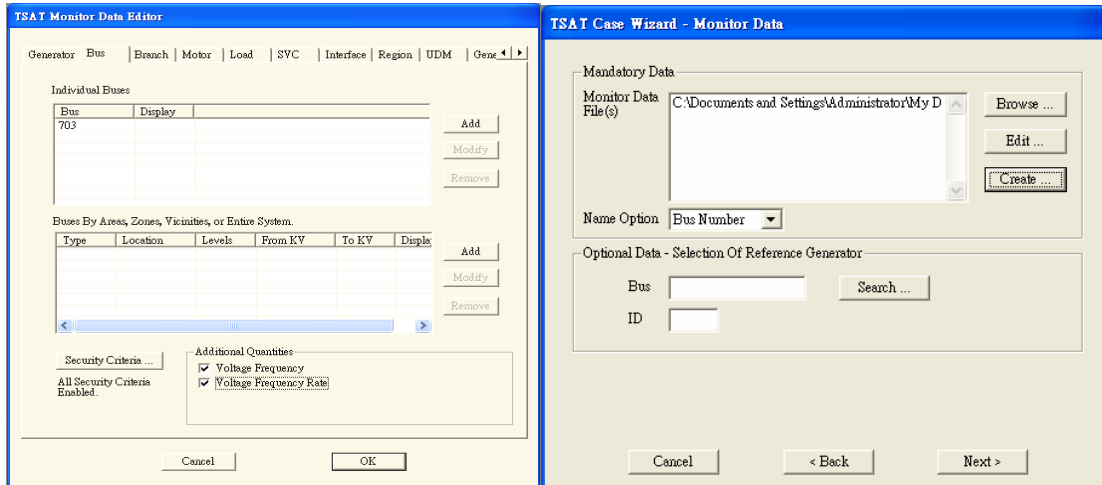 TSAT Monitor Data Editor
Generator Bus Branch Motor Load SVC Interface Region UDM Gene
Individual Buses
Bus Display
703
Add
Modify
Remove
Buses By Areas, Zones, Vicinities, or Entire System.
Type Location Levels From KV To KV Displa
Add
Modify
Remove
Security Criteria ...
All Security Criteria
Enabled.
Additional Quantities
Voltage Frequency
Voltage Frequency Rate
Cancel OK
TSAT Case Wizard - Monitor Data
Mandatory Data
Monitor Data
File(s)
C:\Documents and Settings\Administrator\My D
Browse ...
Edit ...
Create ...
Name Option Bus Number
Optional Data - Selection Of Reference Generator
Bus Search ...
ID
Cancel < Back Next >